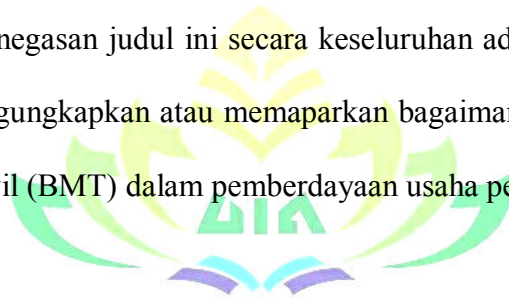 negasan judul ini secara keseluruhan ad
gungkapkan atau memaparkan bagaiman
il (BMT) dalam pemberdayaan usaha pe